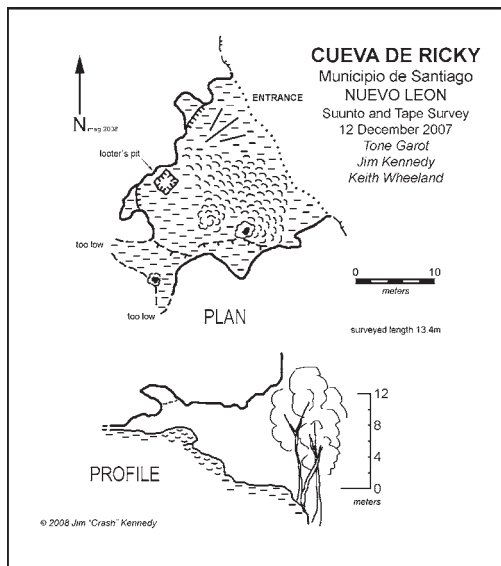 CUEVA DE RICKY
Municipio de Santiago
NUEVO LEON
Suunto and Tape Survey
12 December 2007
Tone Garot
Jim Kennedy
Keith Wheeland
N mag 2008
ENTRANCE
looter's pit
too low
too low
PLAN
0 10
meters
surveyed length 13.4m
12
8
4
0
meters
PROFILE
© 2008 Jim "Crash" Kennedy